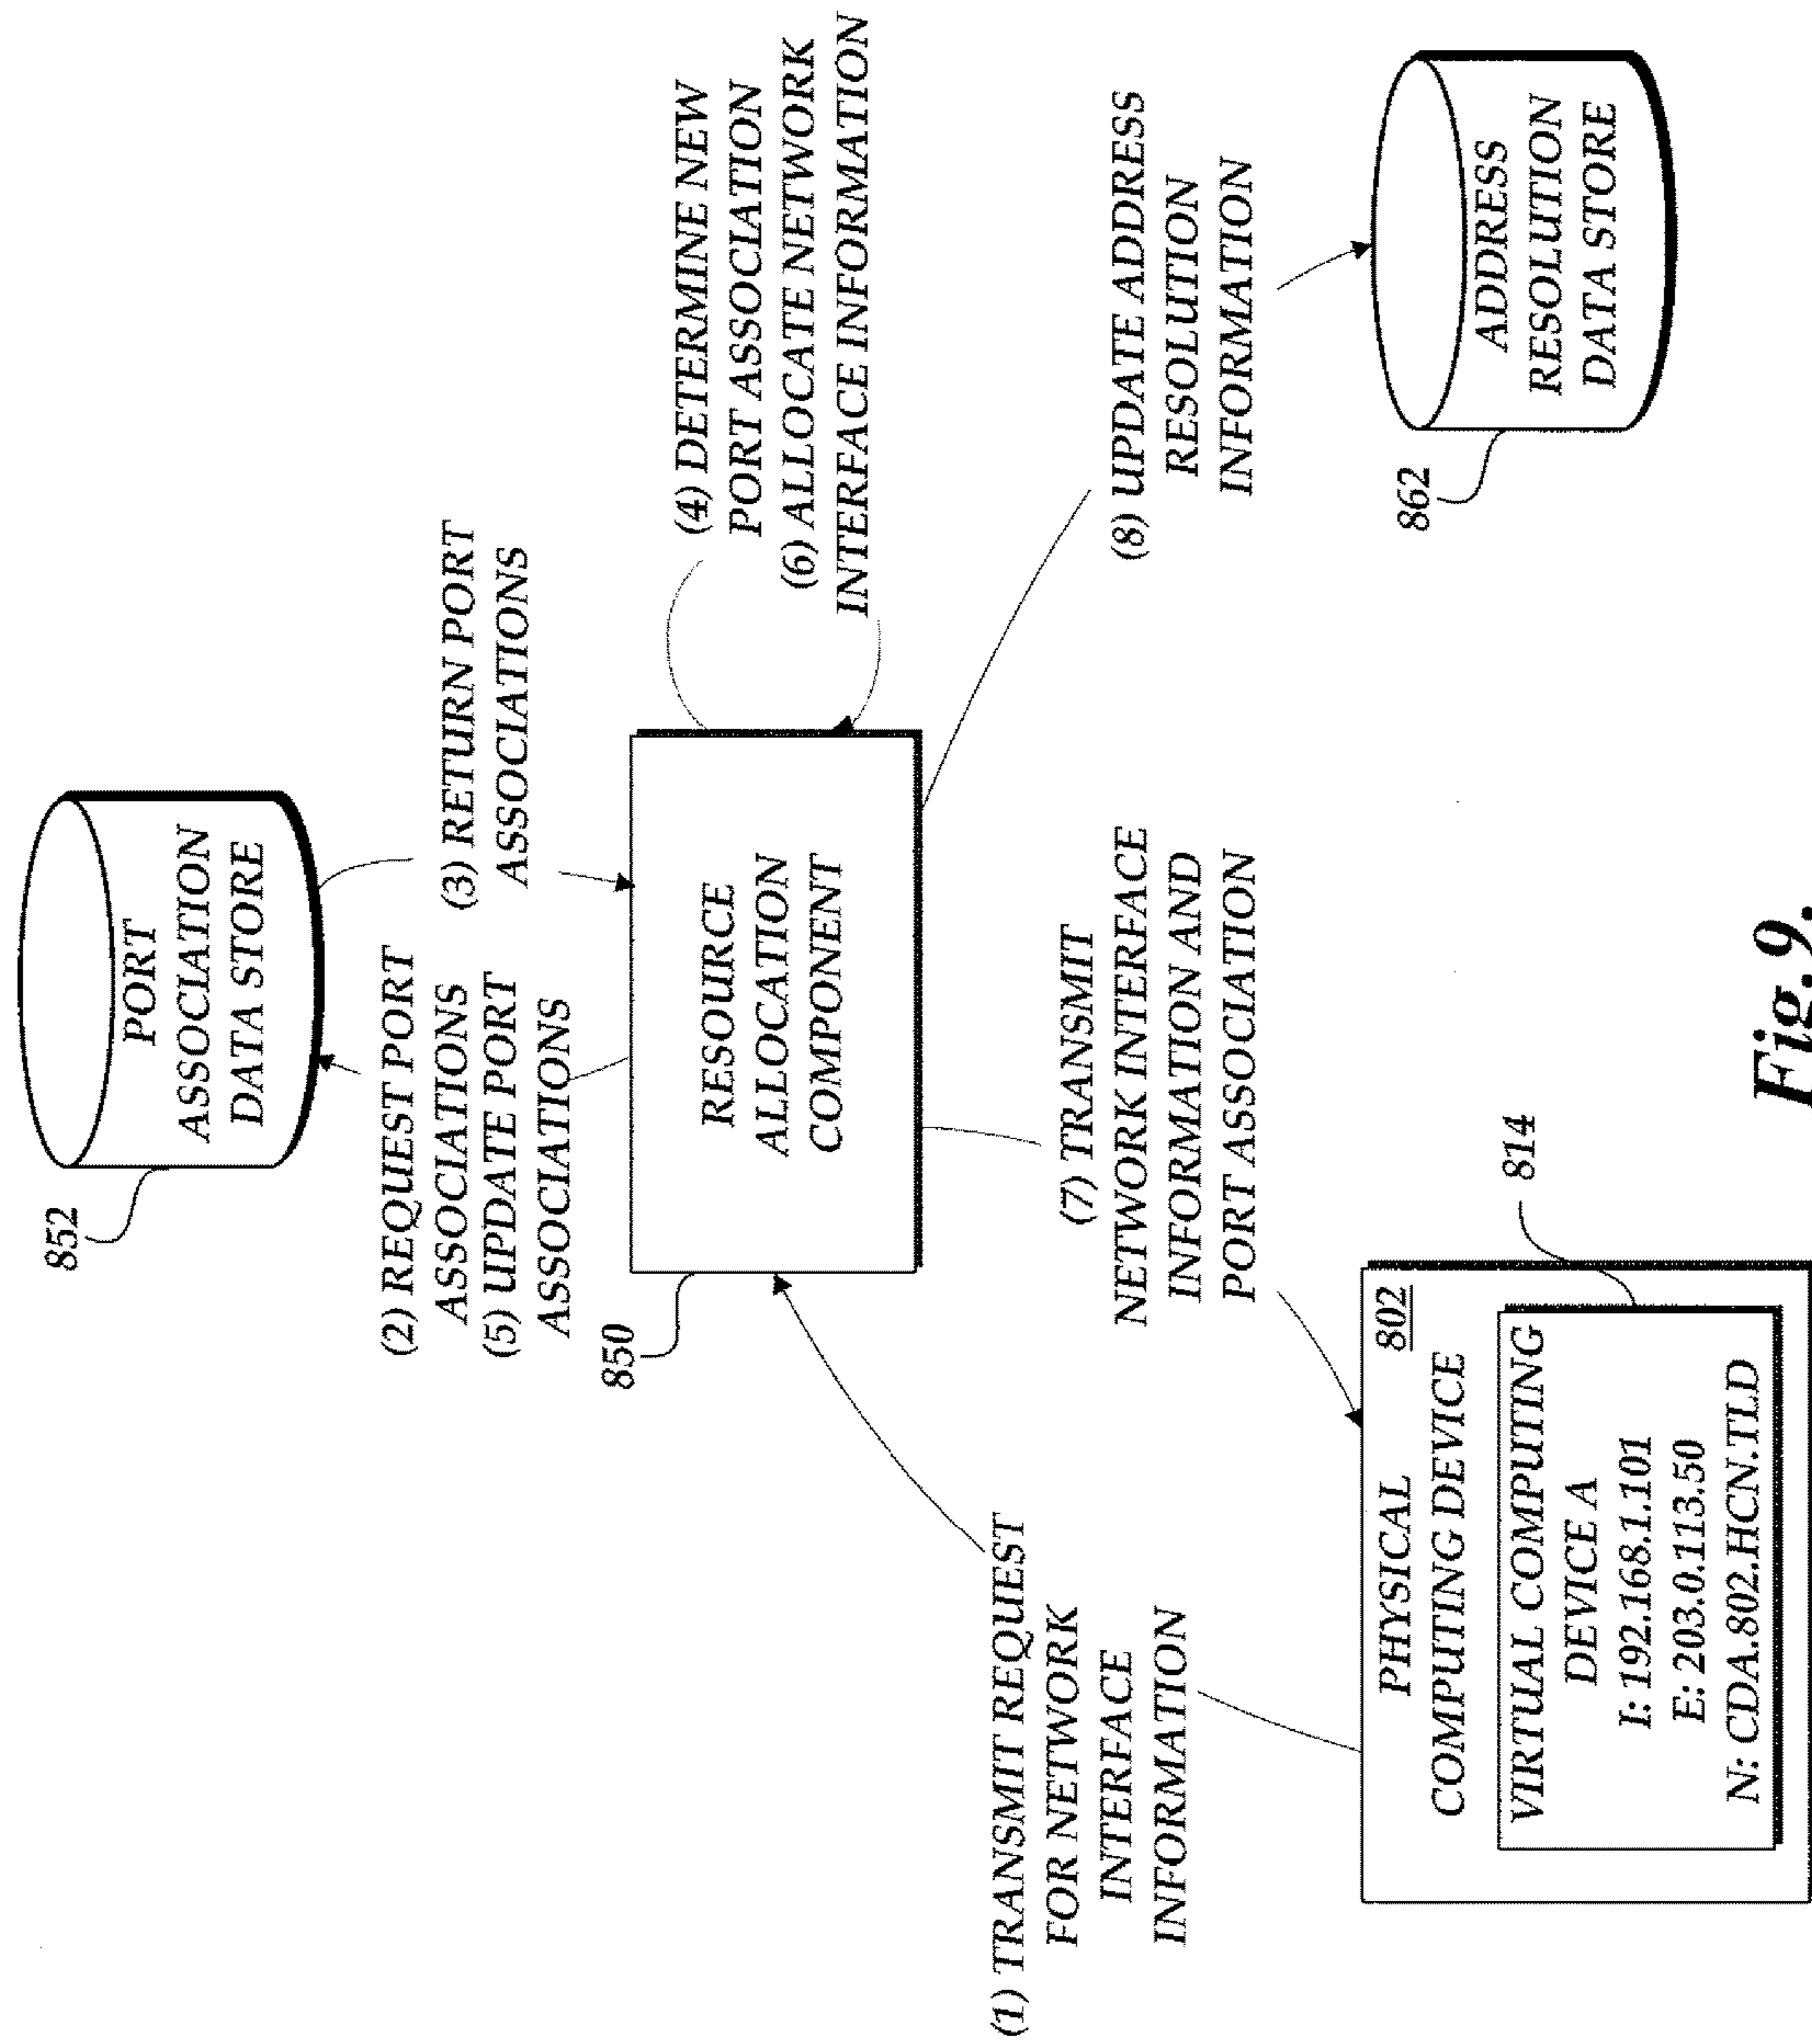 852
PORT
ASSOCIATION
DATA STORE
(2) REQUEST PORT
ASSOCIATIONS
(5) UPDATE PORT
ASSOCIATIONS
(3) RETURN PORT
ASSOCIATIONS
850
RESOURCE
ALLOCATION
COMPONENT
(4) DETERMINE NEW
PORT ASSOCIATION
(6) ALLOCATE NETWORK
INTERFACE INFORMATION
(1) TRANSMIT REQUEST
FOR NETWORK
INTERFACE
INFORMATION
(7) TRANSMIT
NETWORK INTERFACE
INFORMATION AND
PORT ASSOCIATION
(8) UPDATE ADDRESS
RESOLUTION
INFORMATION
PHYSICAL
COMPUTING DEVICE
802
VIRTUAL COMPUTING
DEVICE A
I: 192.168.1.101
E: 203.0.113.50
N: CDA.802.HCN.TLD
814
862
ADDRESS
RESOLUTION
DATA STORE
Fig.9.